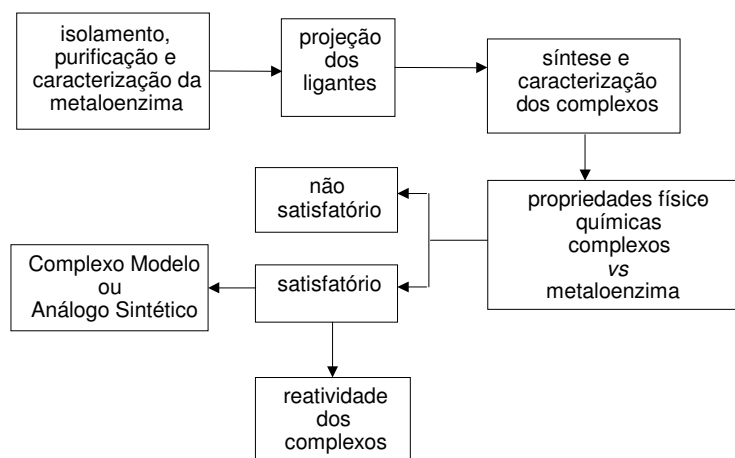 isolamento,
purificação e
caracterização da
metaloenzima
projeção
dos
ligantes
síntese e
caracterização
dos complexos
propriedades físico
químicas
complexos
vs
metaloenzima
não
satisfatório
satisfatório
Complexo Modelo
ou
Análogo Sintético
reatividade
dos
complexos